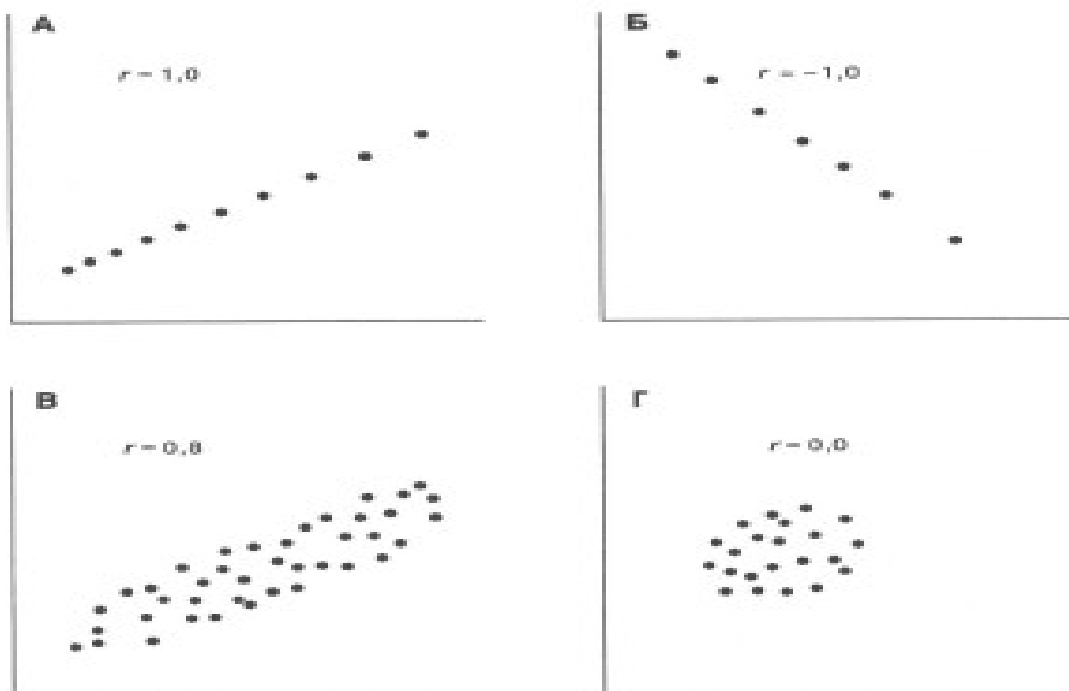 А
r = 1,0
Б
r = −1,0
В
r = 0,8
Г
r = 0,0